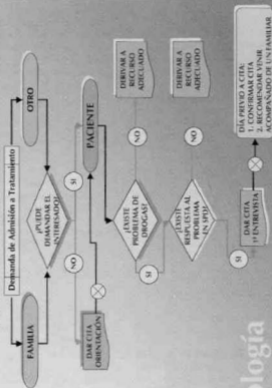 Demanda de Admisión a Tratamiento
FAMILIA
OTRO
¿PUEDE
DEMANDAR EL
INTERESADO?
NO
SI
DAR CITA
ORIENTACIÓN
PACIENTE
¿EXISTE
PROBLEMA DE
DROGAS?
NO
DERIVAR A
RECURSO
ADECUADO
SI
¿EXISTE
RESPUESTA AL
PROBLEMA
NO
DERIVAR A
RECURSO
ADECUADO
SI
DAR CITA
1ª ENTREVISTA
DÍA PREVIO A CITA:
1. CONFIRMAR CITA
2. RECOMENDAR VENIR
ACOMPAÑADO DE UN FAMILIAR
logía